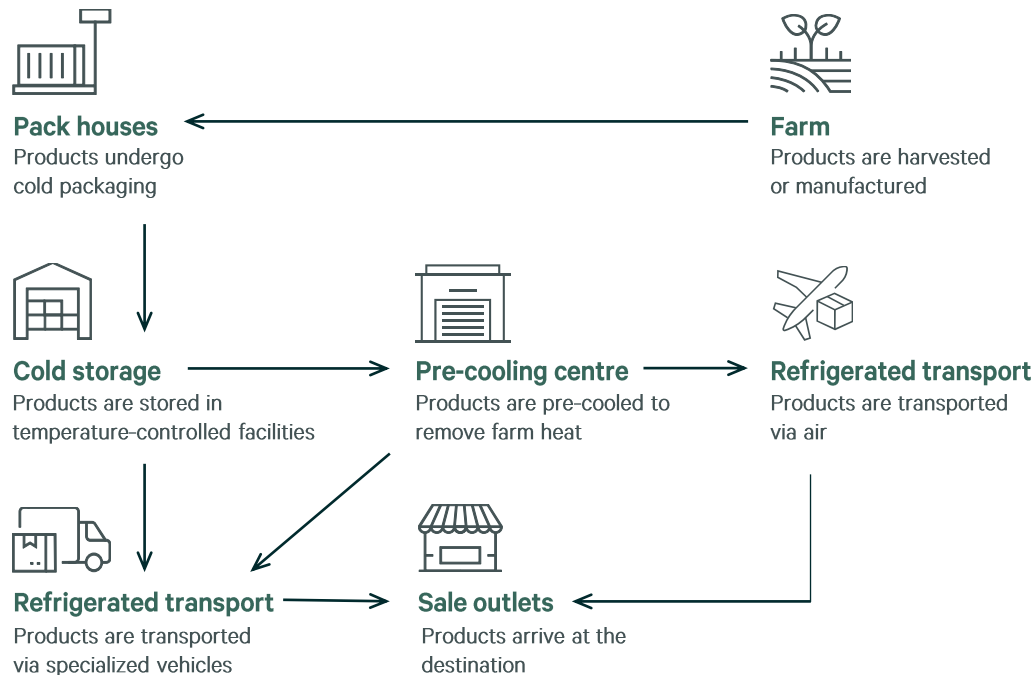 Pack houses
Products undergo
cold packaging
Farm
Products are harvested
or manufactured
Cold storage
Products are stored in
temperature-controlled facilities
Pre-cooling centre
Products are pre-cooled to
remove farm heat
Refrigerated transport
Products are transported
via air
Refrigerated transport
Products are transported
via specialized vehicles
Sale outlets
Products arrive at the
destination